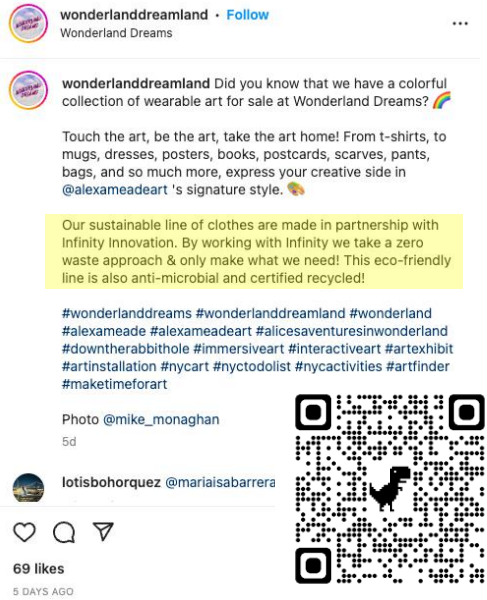 wonderlanddreamland • Follow
Wonderland Dreams
wonderlanddreamland Did you know that we have a colorful
collection of wearable art for sale at Wonderland Dreams? 🌈
Touch the art, be the art, take the art home! From t-shirts, to
mugs, dresses, posters, books, postcards, scarves, pants,
bags, and so much more, express your creative side in
@alexameadeart 's signature style. 🎨
Our sustainable line of clothes are made in partnership with
Infinity Innovation. By working with Infinity we take a zero
waste approach & only make what we need! This eco-friendly
line is also anti-microbial and certified recycled!
#wonderlanddreams #wonderlanddreamland #wonderland
#alexameade #alexameadeart #alicesaventuresinwonderland
#downtherabbithole #immersiveart #interactiveart #artexhibit
#artinstallation #nycart #nyctodolist #nycactivities #artfinder
#maketimeforart
Photo @mike_monaghan
5d
lotisbohorquez @mariaisabarrera
69 likes
5 DAYS AGO